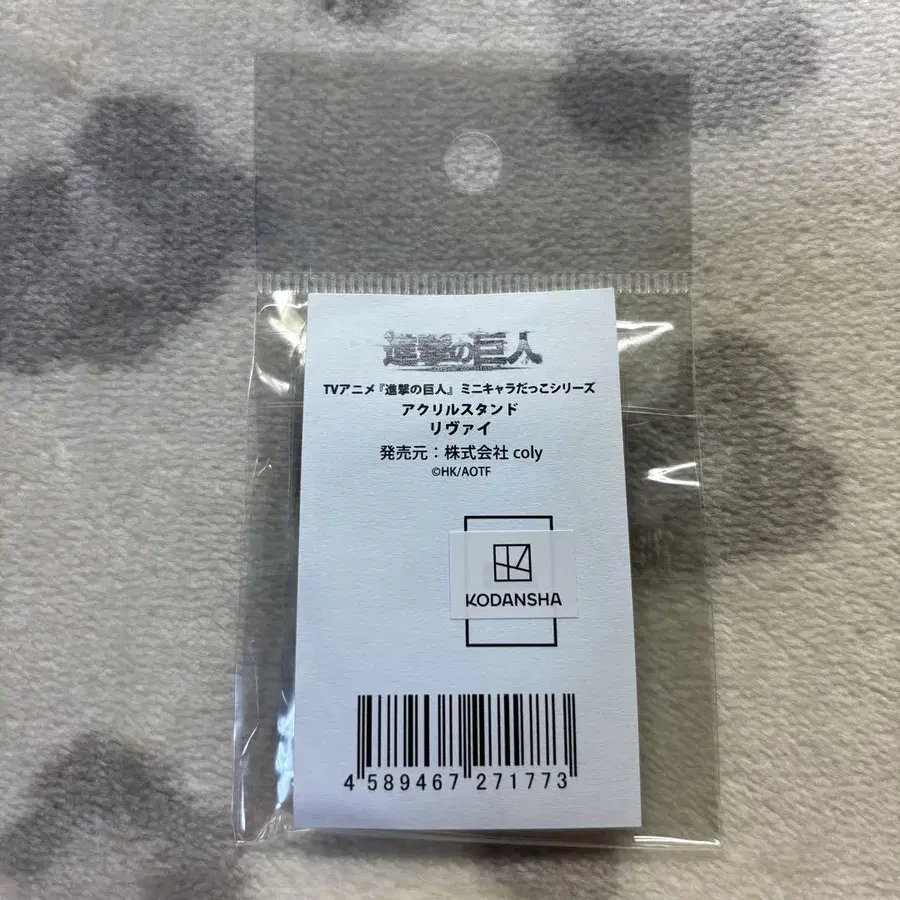 進撃の巨人
TVアニメ『進撃の巨人』ミニキャラだっこシリーズ
アクリルスタンド
リヴァイ
発売元：株式会社 coly
©HK/AOTF
KODANSHA
4 589467 271773